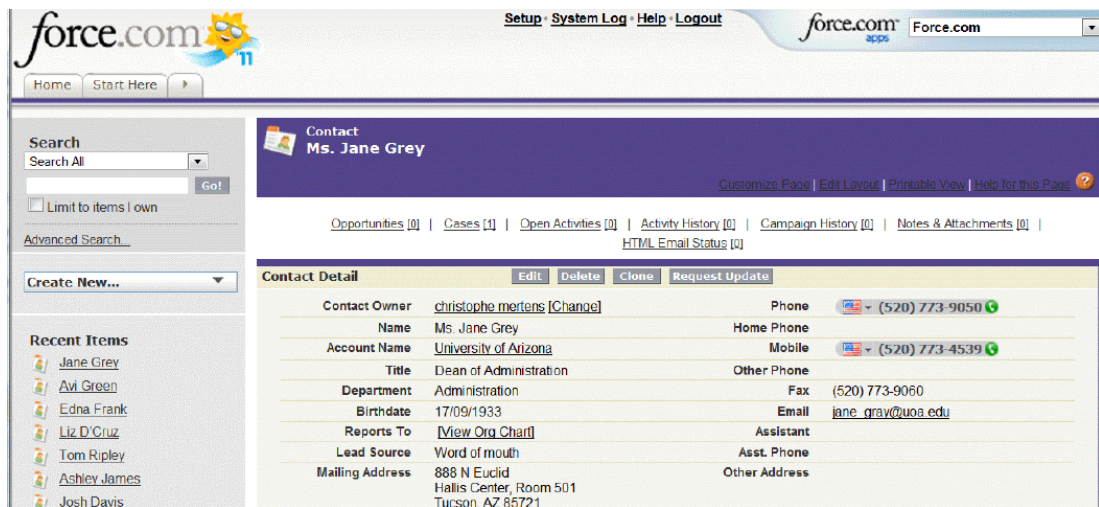 force.com '11
Setup · System Log · Help · Logout
force.com apps
Force.com
Home
Start Here
Search
Search All
Go!
Limit to items I own
Advanced Search...
Create New...
Recent Items
Jane Grey
Avi Green
Edna Frank
Liz D'Cruz
Tom Ripley
Ashley James
Josh Davis
Contact
Ms. Jane Grey
Customize Page | Edit Layout | Printable View | Help for this Page ?
Opportunities [0] | Cases [1] | Open Activities [0] | Activity History [0] | Campaign History [0] | Notes & Attachments [0] |
HTML Email Status [0]
Contact Detail Edit Delete Clone Request Update
Contact Owner christophe mertens [Change] Phone (520) 773-9050
Name Ms. Jane Grey Home Phone
Account Name University of Arizona Mobile (520) 773-4539
Title Dean of Administration Other Phone
Department Administration Fax (520) 773-9060
Birthdate 17/09/1933 Email jane_gray@uoa.edu
Reports To [View Org Chart] Assistant
Lead Source Word of mouth Asst. Phone
Mailing Address 888 N Euclid Other Address
Hallis Center, Room 501
Tucson, AZ 85721